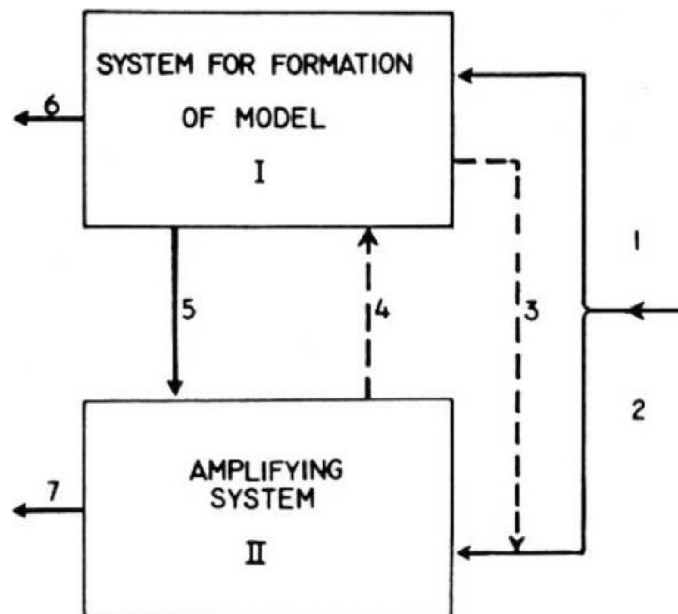 SYSTEM FOR FORMATION
OF MODEL
I
6
1
5
4
3
2
AMPLIFYING
SYSTEM
II
7